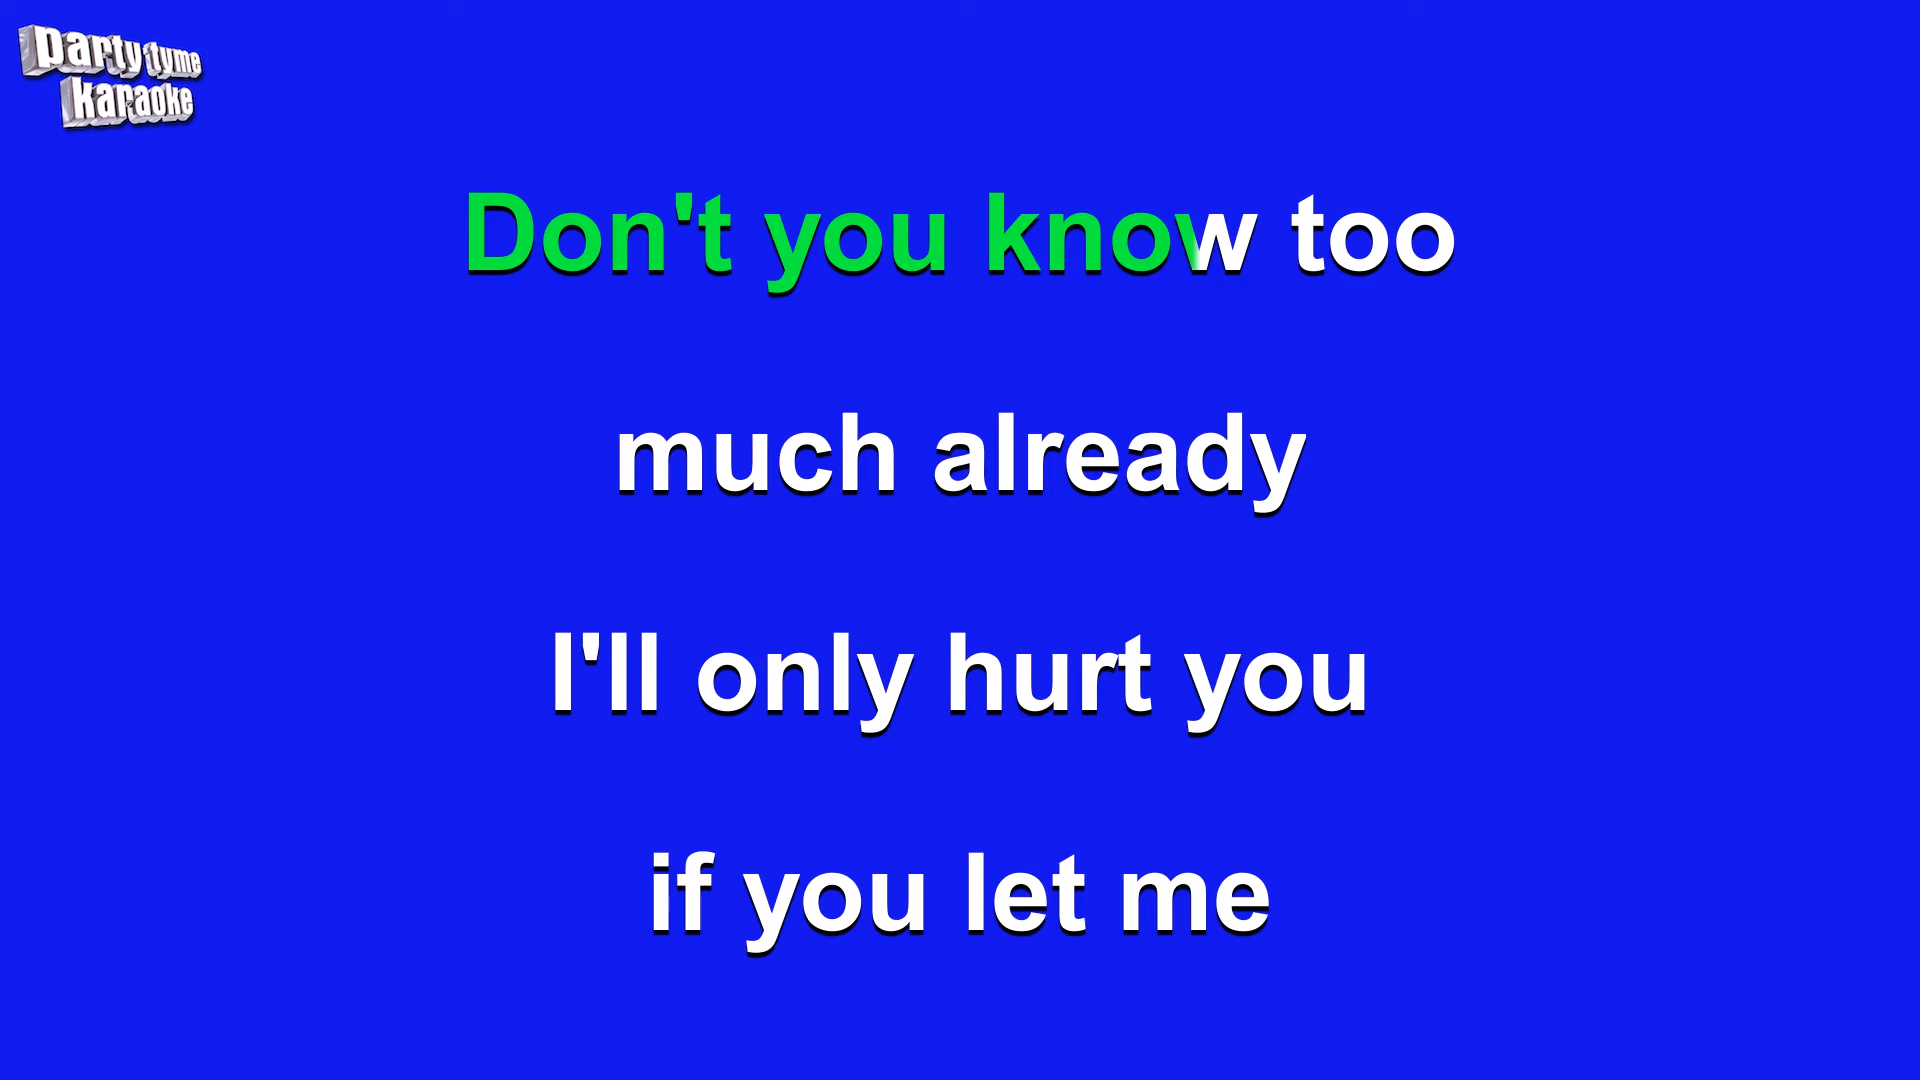 party tyme
karaoke
Don't you know too
much already
I'll only hurt you
if you let me